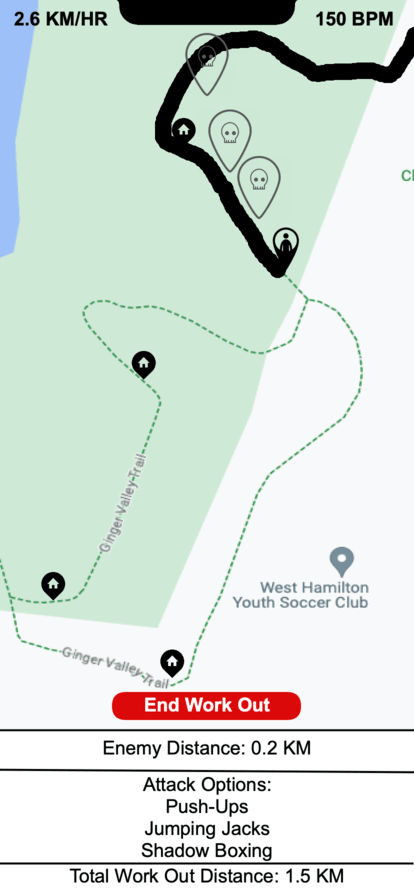 2.6 KM/HR
150 BPM
Cl
Ginger Valley Trail
West Hamilton
Youth Soccer Club
Ginger Valley Trail
End Work Out
Enemy Distance: 0.2 KM
Attack Options:
Push-Ups
Jumping Jacks
Shadow Boxing
Total Work Out Distance: 1.5 KM